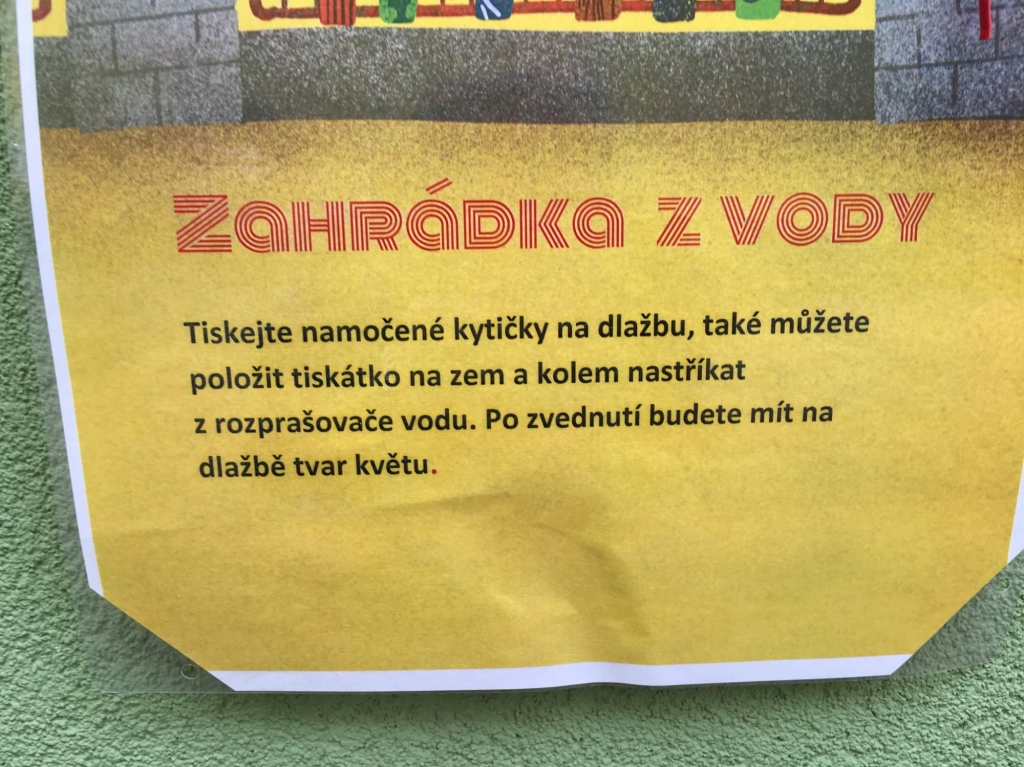 Zahrádka z vody
Tiskejte namočené kytičky na dlažbu, také můžete
položit tiskátko na zem a kolem nastříkat
z rozprašovače vodu. Po zvednutí budete mít na
dlažbě tvar květu.